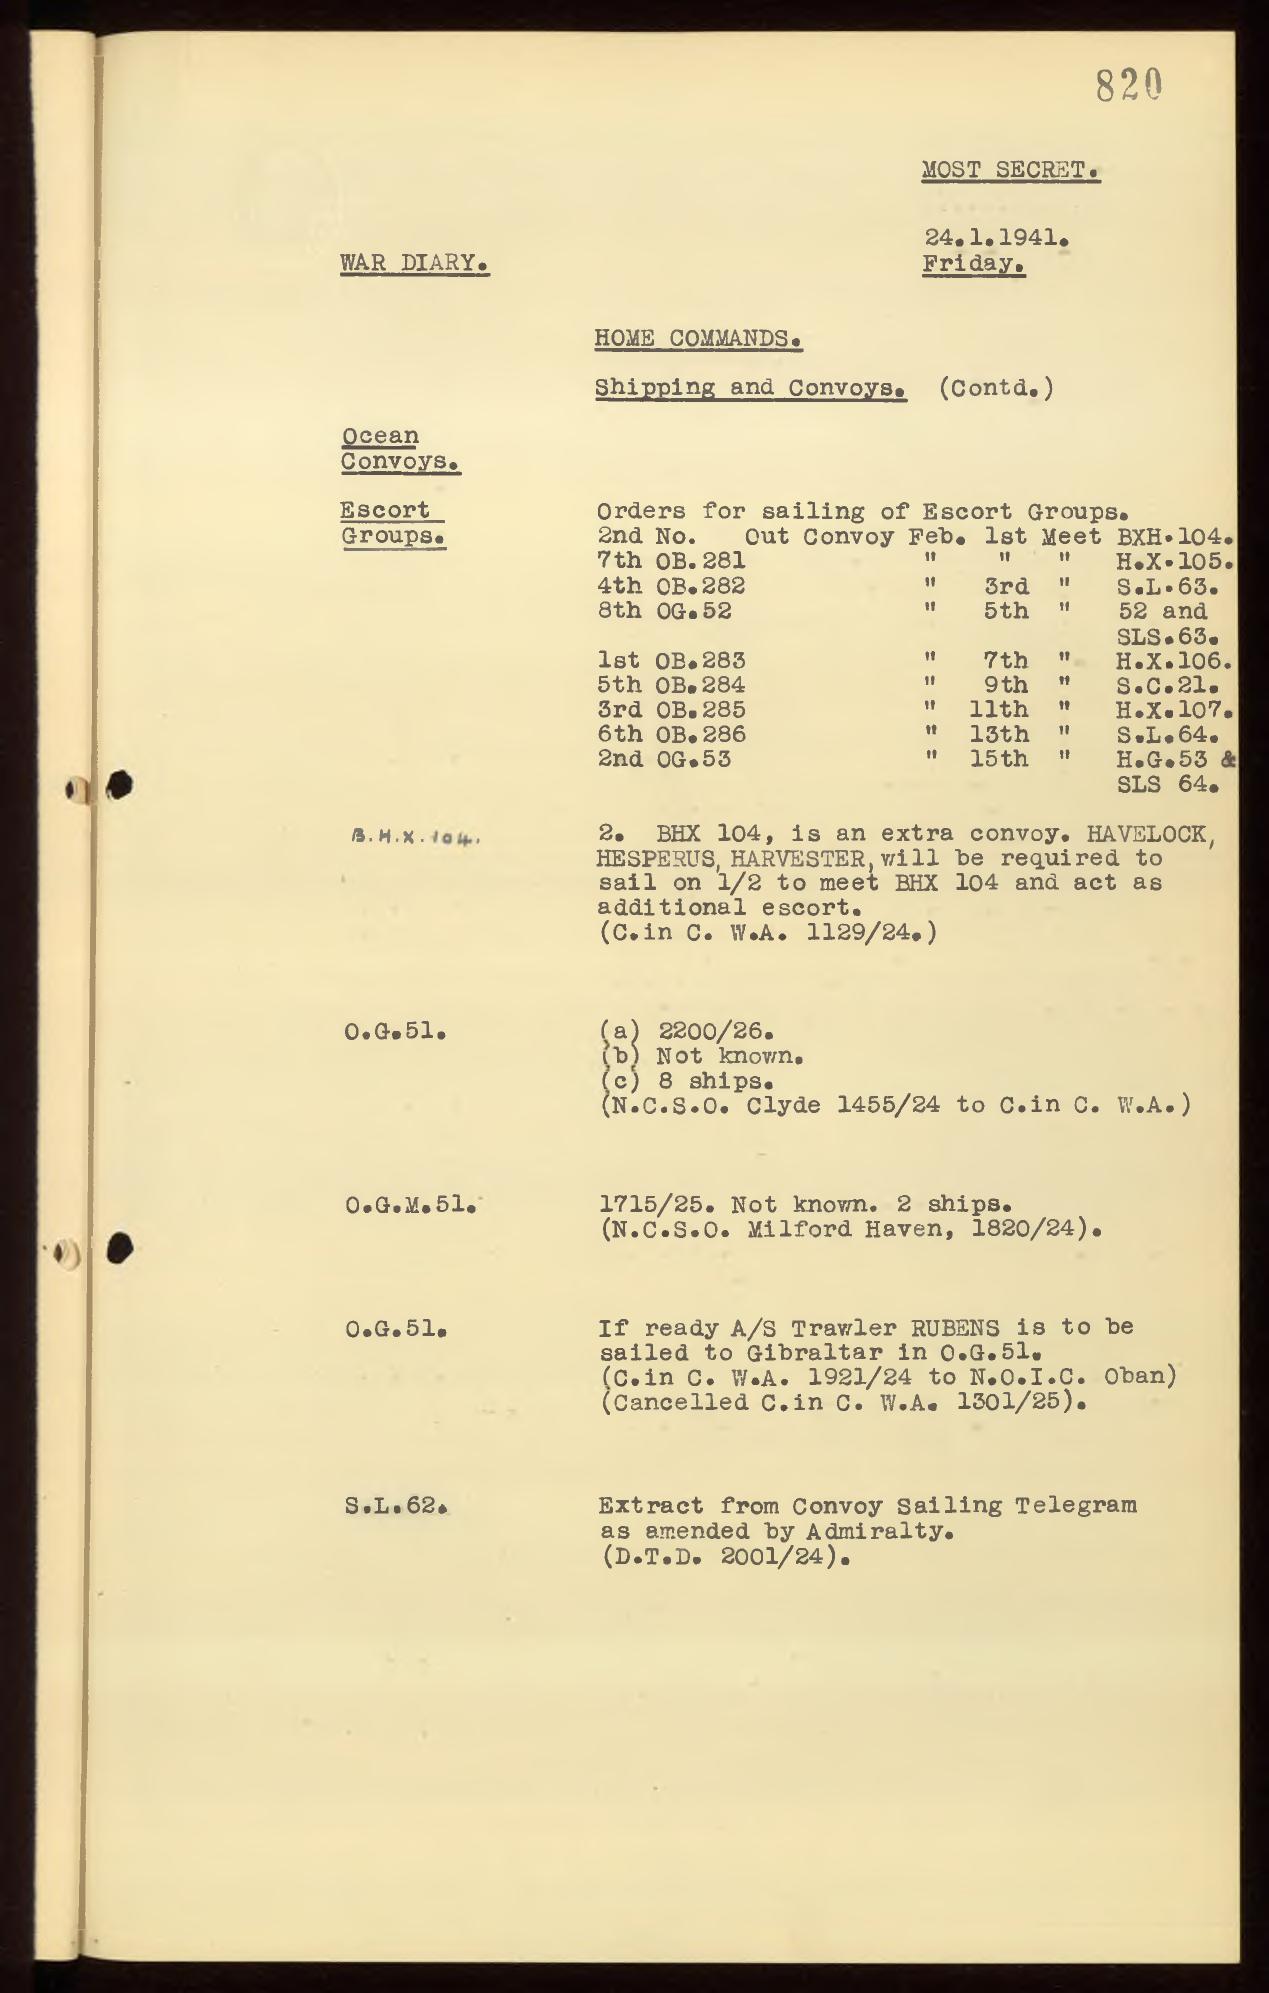 820
MOST SECRET.
24.1.1941.
WAR DIARY. Friday.
HOME COMMANDS.
Shipping and Convoys. (Contd.)
Ocean
Convoys.
Escort Orders for sailing of Escort Groups.
Groups. 2nd No. Out Convoy Feb. 1st Meet BXH.104.
7th OB.281 " " " H.X.105.
4th OB.282 " 3rd " S.L.63.
8th OG.52 " 5th " 52 and
SLS.63.
1st OB.283 " 7th " H.X.106.
5th OB.284 " 9th " S.C.21.
3rd OB.285 " 11th " H.X.107.
6th OB.286 " 13th " S.L.64.
2nd OG.53 " 15th " H.G.53 &
SLS 64.
B.H.X.104. 2. BHX 104, is an extra convoy. HAVELOCK,
HESPERUS, HARVESTER, will be required to
sail on 1/2 to meet BHX 104 and act as
additional escort.
(C.in C. W.A. 1129/24.)
O.G.51. (a) 2200/26.
(b) Not known.
(c) 8 ships.
(N.C.S.O. Clyde 1455/24 to C.in C. W.A.)
O.G.M.51. 1715/25. Not known. 2 ships.
(N.C.S.O. Milford Haven, 1820/24).
O.G.51. If ready A/S Trawler RUBENS is to be
sailed to Gibraltar in O.G.51.
(C.in C. W.A. 1921/24 to N.O.I.C. Oban)
(Cancelled C.in C. W.A. 1301/25).
S.L.62. Extract from Convoy Sailing Telegram
as amended by Admiralty.
(D.T.D. 2001/24).